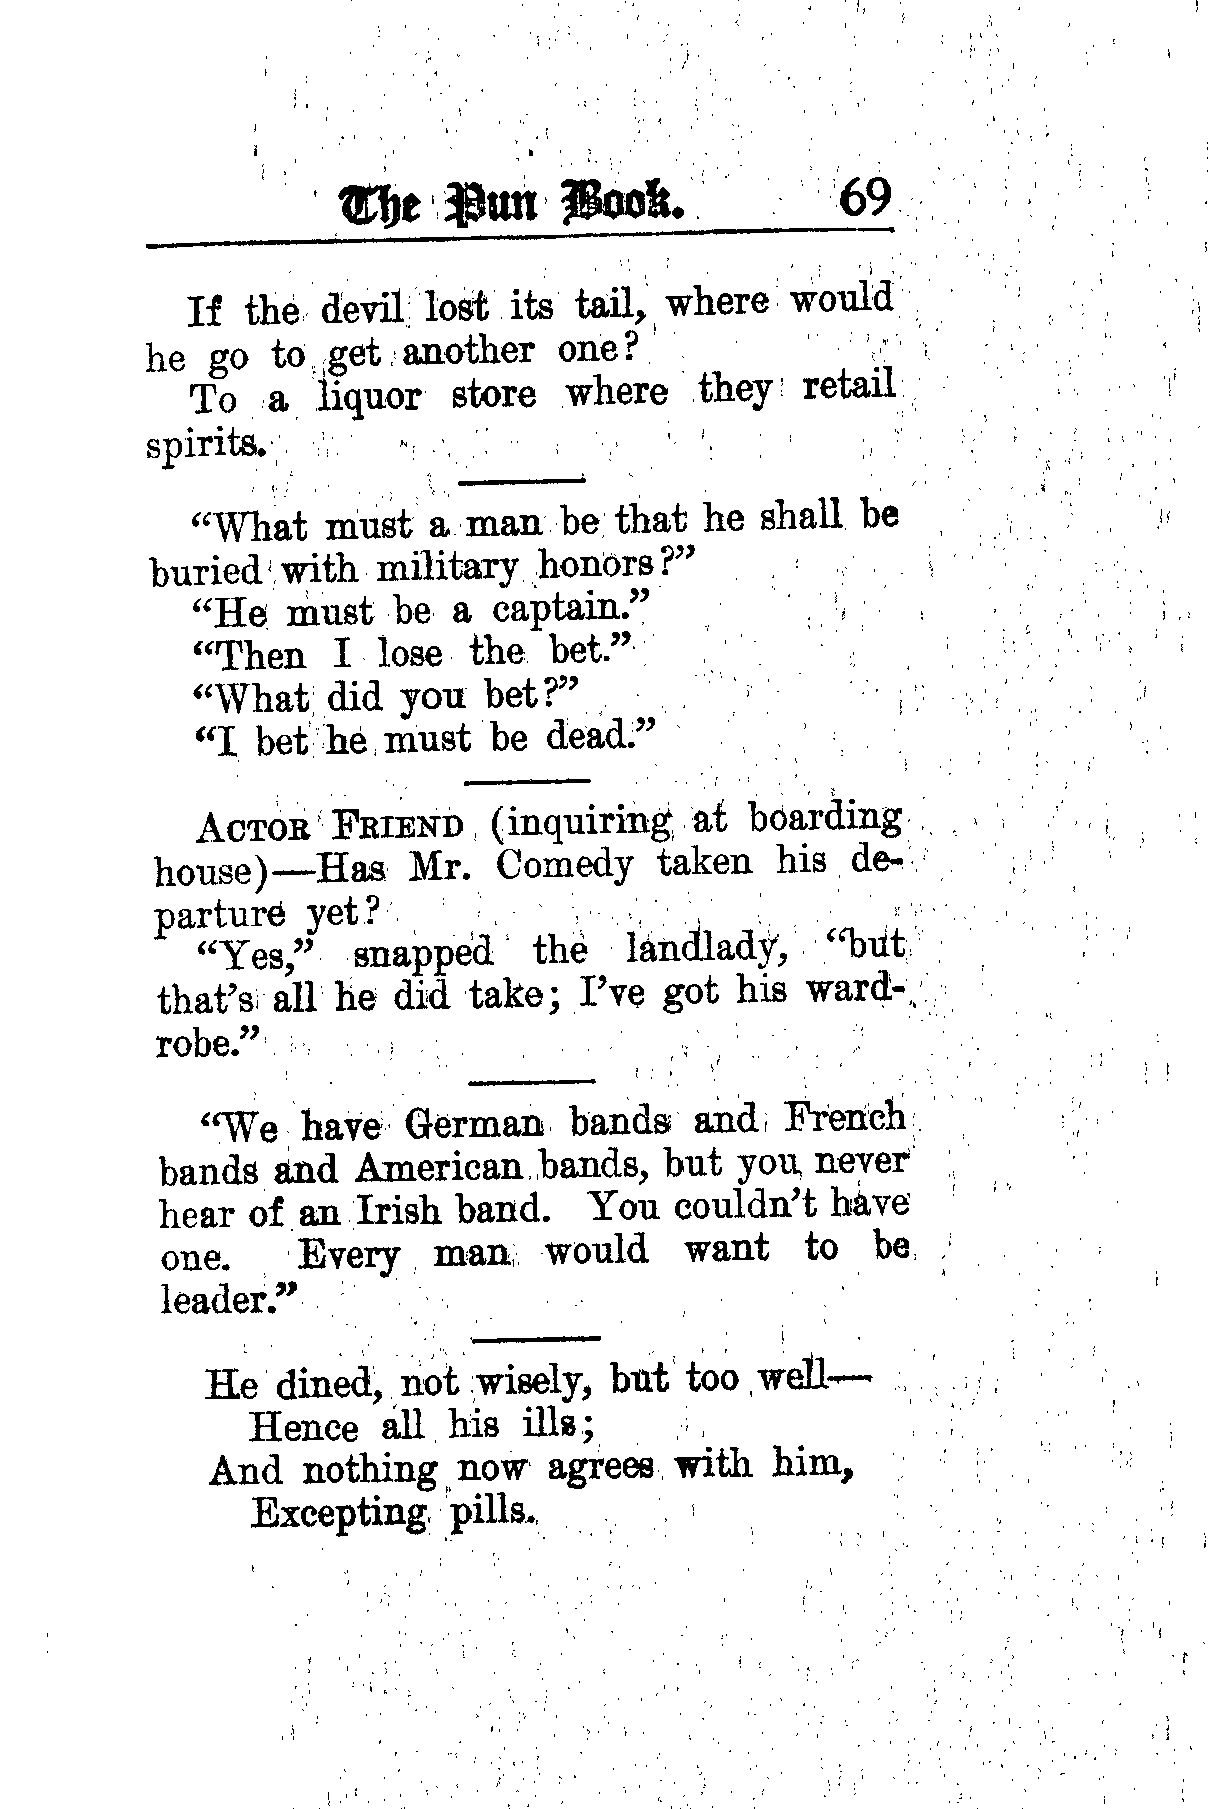 The Pun Book. 69
If the devil lost its tail, where would
he go to get another one?
To a liquor store where they retail
spirits.
“What must a man be that he shall be
buried with military honors?”
“He must be a captain.”
“Then I lose the bet.”
“What did you bet?”
“I bet he must be dead.”
ACTOR FRIEND (inquiring at boarding
house)—Has Mr. Comedy taken his de-
parture yet?
“Yes,” snapped the landlady, “but
that’s all he did take; I’ve got his ward-
robe.”
“We have German bands and French
bands and American bands, but you never
hear of an Irish band. You couldn’t have
one. Every man would want to be
leader.”
He dined, not wisely, but too well—
Hence all his ills;
And nothing now agrees with him,
Excepting pills.